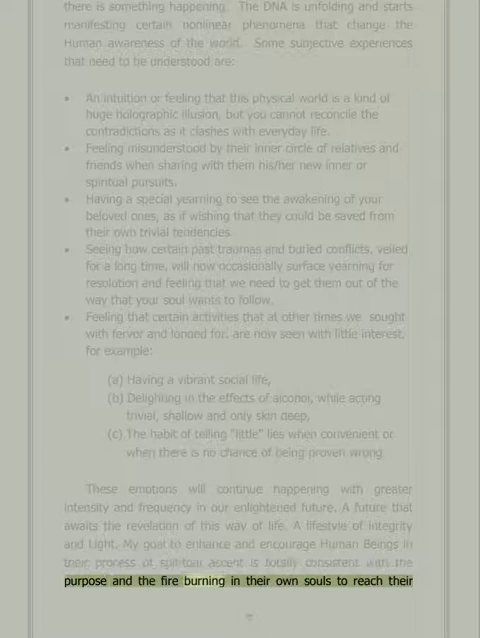 there is something happening. The DNA is unfolding and starts
manifesting certain nonlinear phenomena that change the
Human awareness of the world. Some subjective experiences
that need to be understood are:
• An intuition or feeling that this physical world is a kind of
huge holographic illusion, but you cannot reconcile the
contradictions as it clashes with everyday life.
• Feeling misunderstood by their inner circle of relatives and
friends when sharing with them his/her new inner or
spiritual pursuits.
• Having a special yearning to see the awakening of your
beloved ones, as if wishing that they could be saved from
their own trivial tendencies.
• Seeing how certain past traumas and buried conflicts, veiled
for a long time, will now occasionally surface yearning for
resolution and feeling that we need to get them out of the
way that your soul wants to follow.
• Feeling that certain activities that at other times we sought
with fervor and longed for, are now seen with little interest,
for example:
(a) Having a vibrant social life,
(b) Delighting in the effects of alcohol, while acting
trivial, shallow and only skin deep,
(c) The habit of telling "little" lies when convenient or
when there is no chance of being proven wrong
These emotions will continue happening with greater
intensity and frequency in our enlightened future. A future that
awaits the revelation of this way of life. A lifestyle of integrity
and Light. My goal to enhance and encourage Human Beings in
their process of spiritual ascent is totally consistent with the
purpose and the fire burning in their own souls to reach their